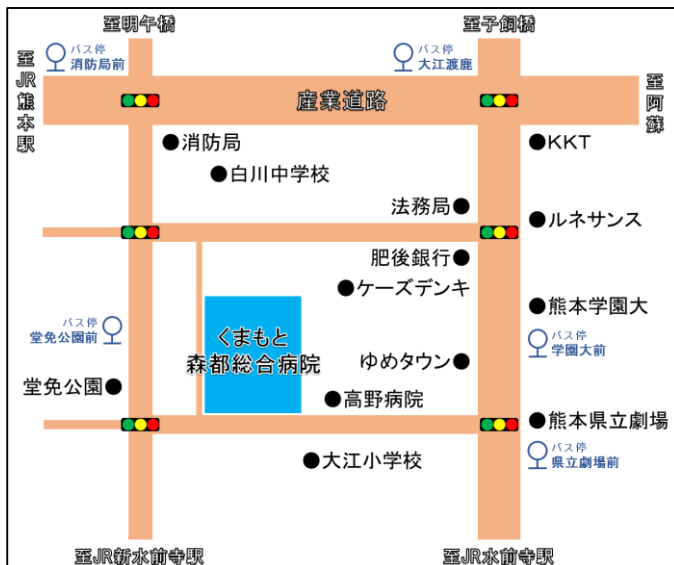 至明午橋
至子飼橋
バス停
消防局前
バス停
大江渡鹿
至JR熊本駅
産業道路
至阿蘇
消防局
KKT
白川中学校
法務局
ルネサンス
肥後銀行
ケーズデンキ
熊本学園大
バス停
堂免公園前
くまもと
森都総合病院
バス停
学園大前
ゆめタウン
堂免公園
高野病院
熊本県立劇場
バス停
県立劇場前
大江小学校
至JR新水前寺駅
至JR水前寺駅